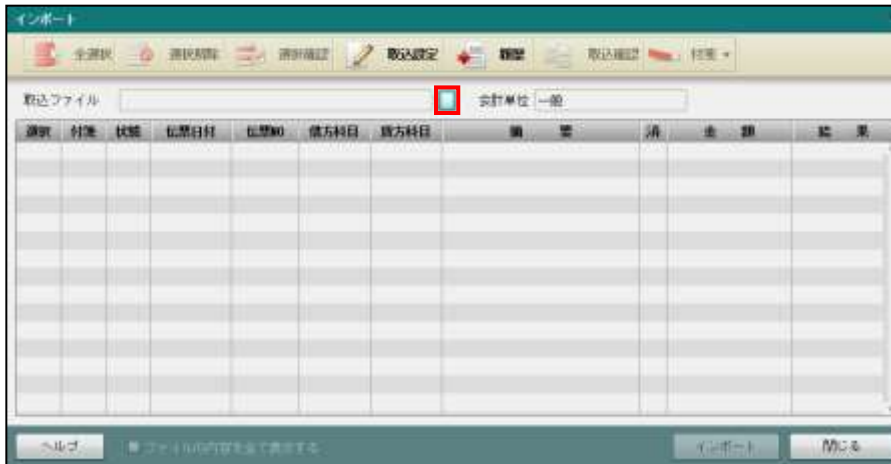 インポート
全選択 選択解除 選択確認 取込設定 履歴 取込確認 付箋
取込ファイル 会計単位 一般
選択 付箋 状態 伝票日付 伝票NO 借方科目 貸方科目 摘 要 済 金 額 結 果
ヘルプ ファイルの内容を全て表示する インポート 閉じる